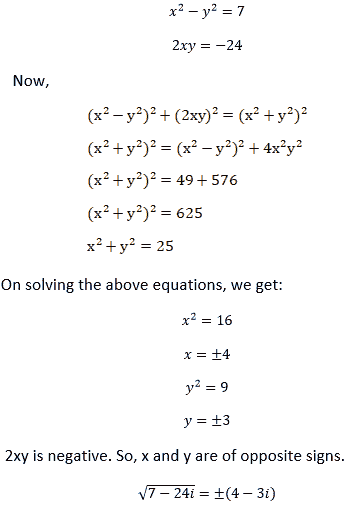 x² − y² = 7
2xy = −24
Now,
(x² – y²)² + (2xy)² = (x² + y²)²
(x² + y²)² = (x² – y²)² + 4x²y²
(x² + y²)² = 49 + 576
(x² + y²)² = 625
x² + y² = 25
On solving the above equations, we get:
x² = 16
x = ±4
y² = 9
y = ±3
2xy is negative. So, x and y are of opposite signs.
√(7 − 24i) = ±(4 − 3i)